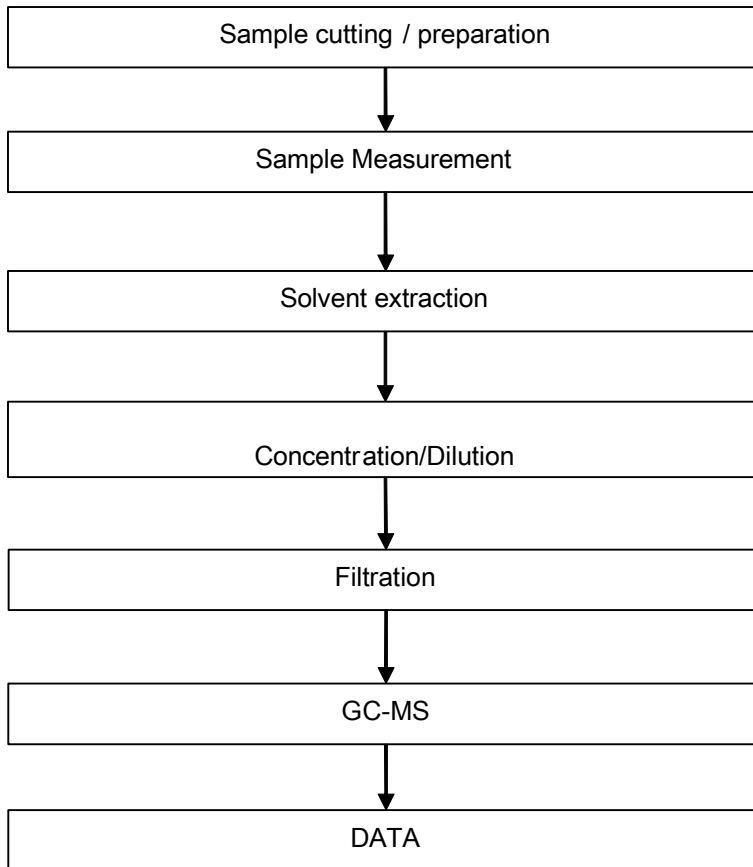 Sample cutting / preparation
Sample Measurement
Solvent extraction
Concentration/Dilution
Filtration
GC-MS
DATA